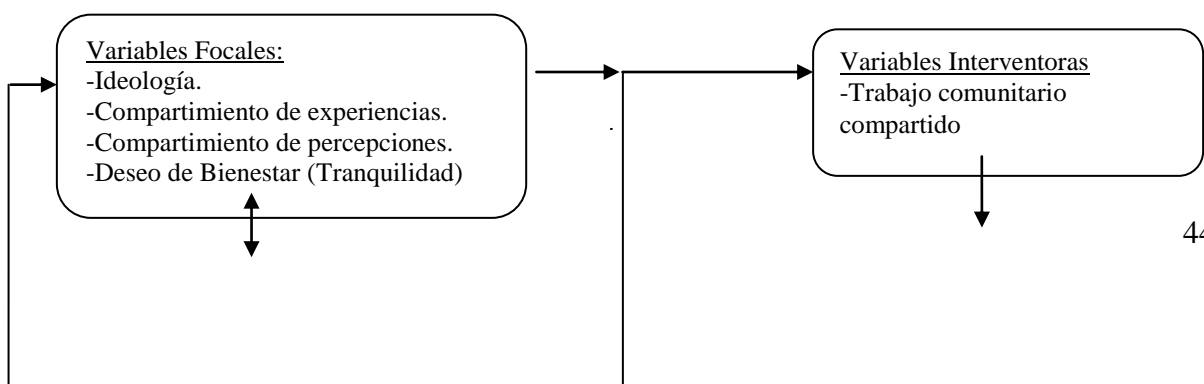 Variables Focales:
-Ideología.
-Compartimiento de experiencias.
-Compartimiento de percepciones.
-Deseo de Bienestar (Tranquilidad)
Variables Interventoras
-Trabajo comunitario
compartido
44